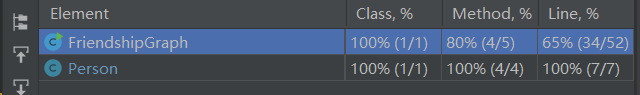 Element Class, % Method, % Line, %
FriendshipGraph 100% (1/1) 80% (4/5) 65% (34/52)
Person 100% (1/1) 100% (4/4) 100% (7/7)